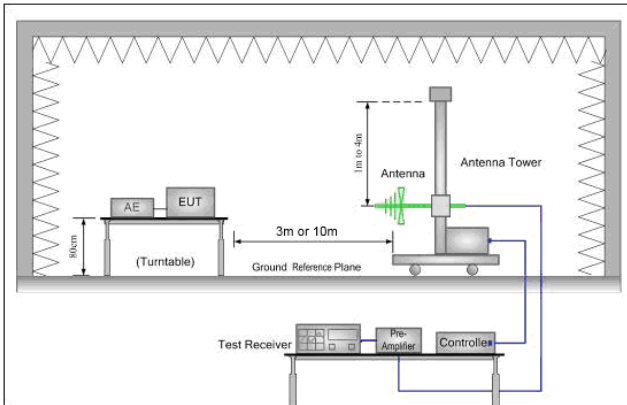 1m to 4m
Antenna
Antenna Tower
AE
EUT
80cm
(Turntable)
3m or 10m
Ground Reference Plane
Test Receiver
Pre-
Amplifier
Controller